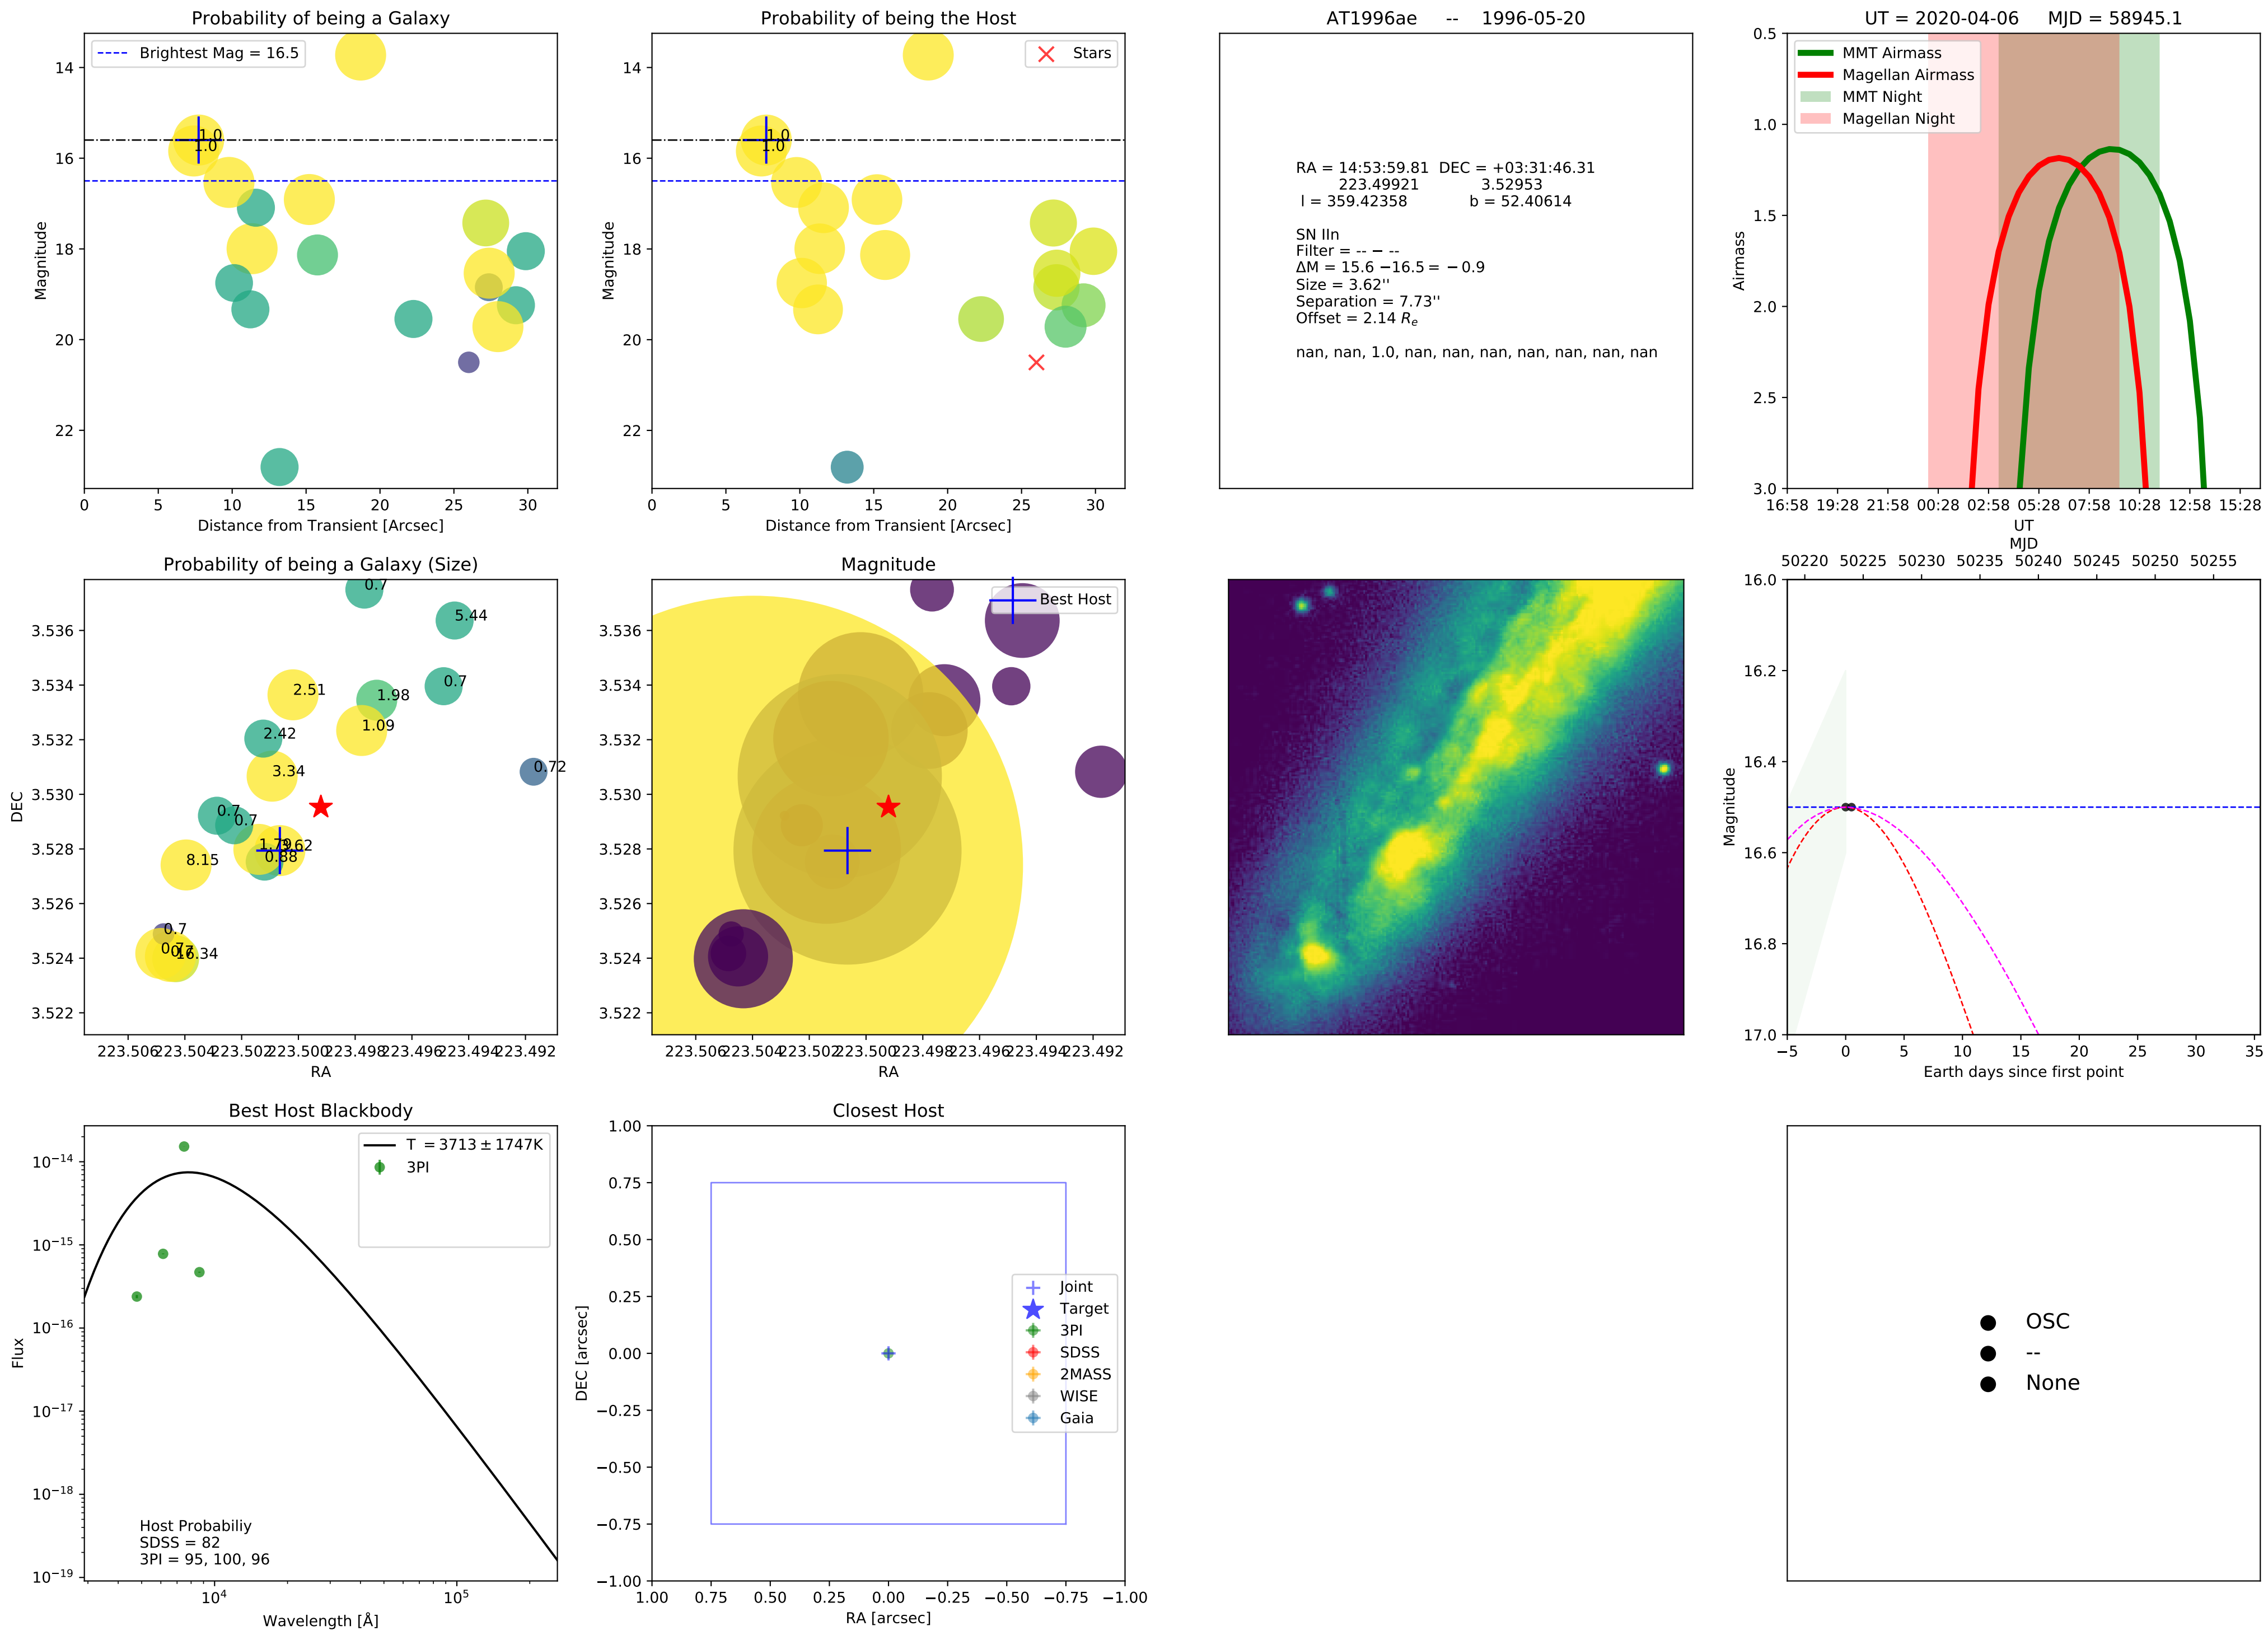 Probability of being a Galaxy
Brightest Mag = 16.5
1.0
1.0
14
16
18
20
22
Magnitude
0 5 10 15 20 25 30
Distance from Transient [Arcsec]
Probability of being the Host
Stars
1.0
1.0
14
16
18
20
22
Magnitude
0 5 10 15 20 25 30
Distance from Transient [Arcsec]
AT1996ae -- 1996-05-20
RA = 14:53:59.81 DEC = +03:31:46.31
223.49921 3.52953
l = 359.42358 b = 52.40614
SN IIn
Filter = -- − --
ΔM = 15.6 −16.5 = −0.9
Size = 3.62''
Separation = 7.73''
Offset = 2.14 Re
nan, nan, 1.0, nan, nan, nan, nan, nan, nan, nan
UT = 2020-04-06 MJD = 58945.1
MMT Airmass
Magellan Airmass
MMT Night
Magellan Night
0.5
1.0
1.5
2.0
2.5
3.0
Airmass
16:58 19:28 21:58 00:28 02:58 05:28 07:58 10:28 12:58 15:28
UT
Probability of being a Galaxy (Size)
0.7
5.44
2.51
1.98
0.7
1.09
2.42
3.34
0.72
0.7
0.7
1.79
3.62
0.88
8.15
0.7
0.7
0.7
16.34
3.536
3.534
3.532
3.530
3.528
3.526
3.524
3.522
DEC
223.506 223.504 223.502 223.500 223.498 223.496 223.494 223.492
RA
Magnitude
Best Host
3.536
3.534
3.532
3.530
3.528
3.526
3.524
3.522
223.506 223.504 223.502 223.500 223.498 223.496 223.494 223.492
RA
MJD
50220 50225 50230 50235 50240 50245 50250 50255
16.0
16.2
16.4
16.6
16.8
17.0
Magnitude
−5 0 5 10 15 20 25 30 35
Earth days since first point
Best Host Blackbody
T = 3713 ± 1747K
3PI
10−14
10−15
10−16
10−17
10−18
10−19
Flux
Host Probabiliy
SDSS = 82
3PI = 95, 100, 96
104 105
Wavelength [Å]
Closest Host
1.00
0.75
0.50
0.25
0.00
−0.25
−0.50
−0.75
−1.00
DEC [arcsec]
Joint
Target
3PI
SDSS
2MASS
WISE
Gaia
1.00 0.75 0.50 0.25 0.00 −0.25 −0.50 −0.75 −1.00
RA [arcsec]
OSC
--
None